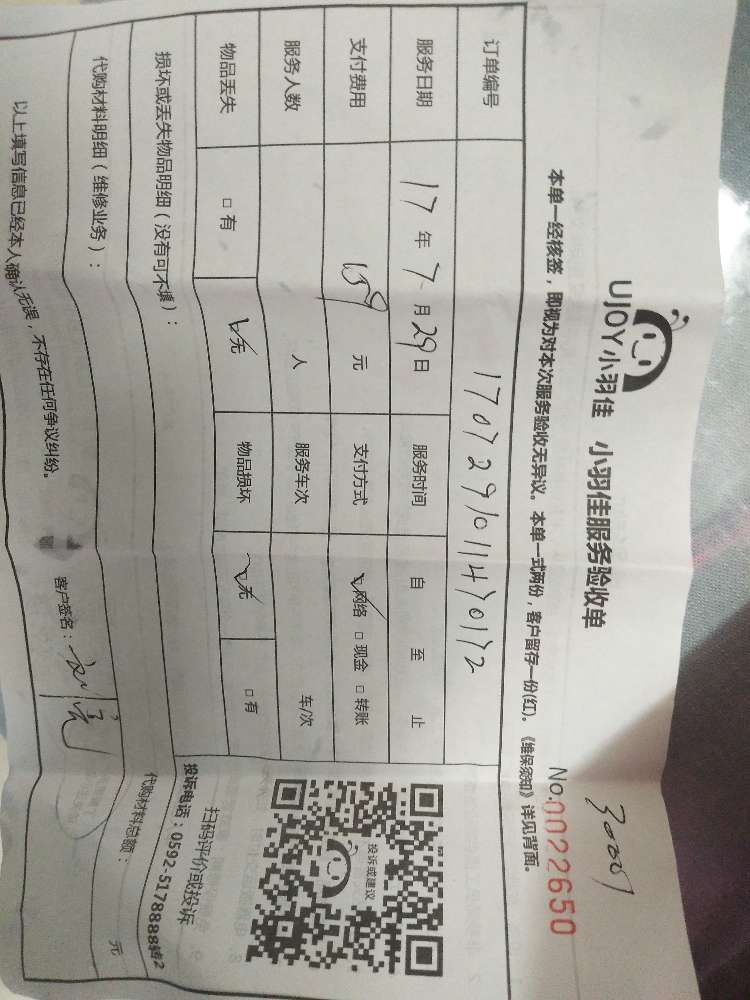 30001
UJOY小羽佳 小羽佳服务验收单
No.0022650
本单一经核签，即视为对本次服务验收无异议。本单一式两份，客户留存一份(红)。《维保须知》详见背面。
订单编号
服务日期 17 年 7 月 29 日 服务时间 自 至 止
支付费用 159 元 支付方式 网络 □ 现金 □ 转账
服务人数 人 服务车次 车/次
物品丢失 □ 有 无 物品损坏 无 □ 有
投诉或建议
扫码评价或投诉
投诉电话：0592-5178888转2
损坏或丢失物品明细（没有可不填）：
代购材料明细（维修业务）： 代购材料总额： 元
以上填写信息已经本人确认无误，不存在任何争议纠纷。 客户签名：